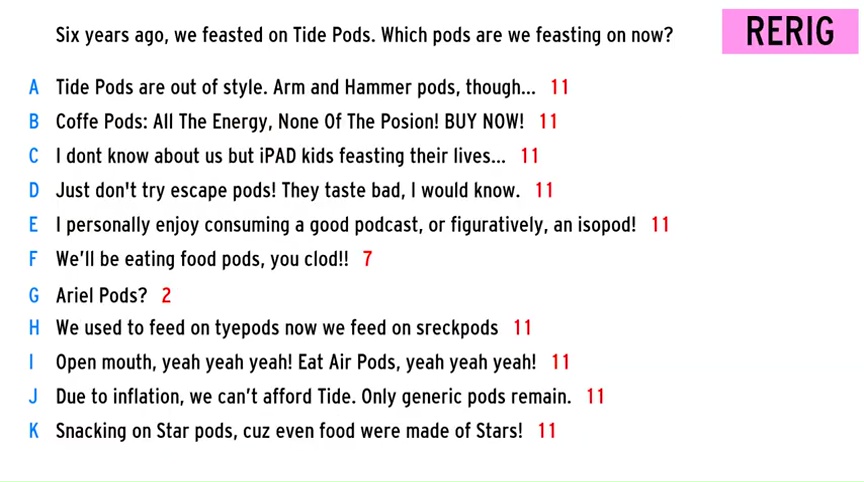 Six years ago, we feasted on Tide Pods. Which pods are we feasting on now?
RERIG
A Tide Pods are out of style. Arm and Hammer pods, though... 11
B Coffe Pods: All The Energy, None Of The Posion! BUY NOW! 11
C I dont know about us but iPAD kids feasting their lives... 11
D Just don't try escape pods! They taste bad, I would know. 11
E I personally enjoy consuming a good podcast, or figuratively, an isopod! 11
F We'll be eating food pods, you clod!! 7
G Ariel Pods? 2
H We used to feed on tyepods now we feed on sreckpods 11
I Open mouth, yeah yeah yeah! Eat Air Pods, yeah yeah yeah! 11
J Due to inflation, we can't afford Tide. Only generic pods remain. 11
K Snacking on Star pods, cuz even food were made of Stars! 11